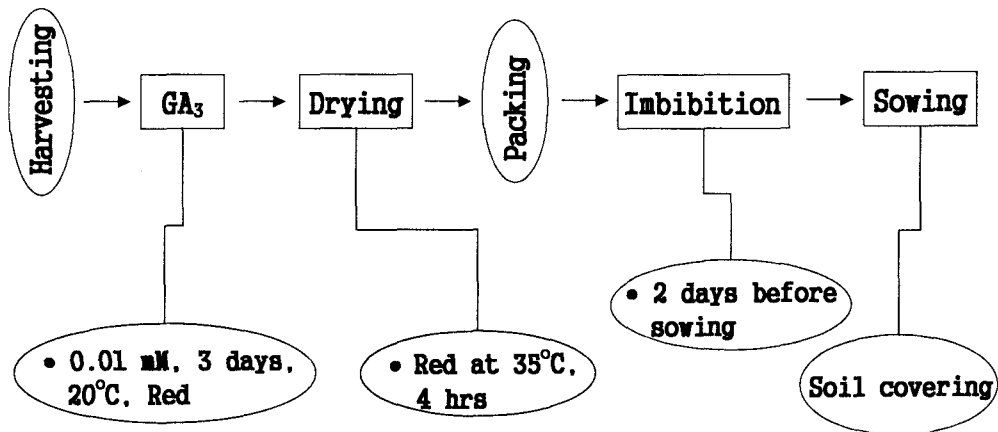 Harvesting
GA₃
Drying
Packing
Imbibition
Sowing
• 0.01 mM, 3 days,
20°C, Red
• Red at 35°C,
4 hrs
• 2 days before
sowing
Soil covering